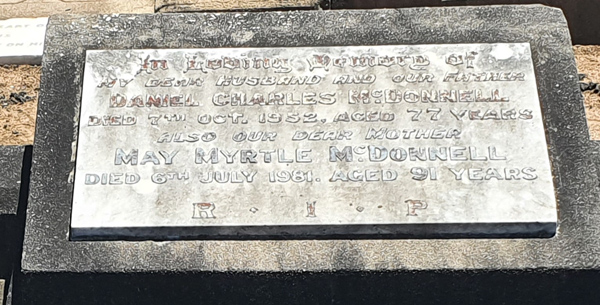 In Loving Memory of
MY DEAR HUSBAND AND OUR FATHER
DANIEL CHARLES McDONNELL
DIED 7TH OCT. 1952, AGED 77 YEARS
ALSO OUR DEAR MOTHER
MAY MYRTLE McDONNELL
DIED 6TH JULY 1981. AGED 91 YEARS
R · I · P